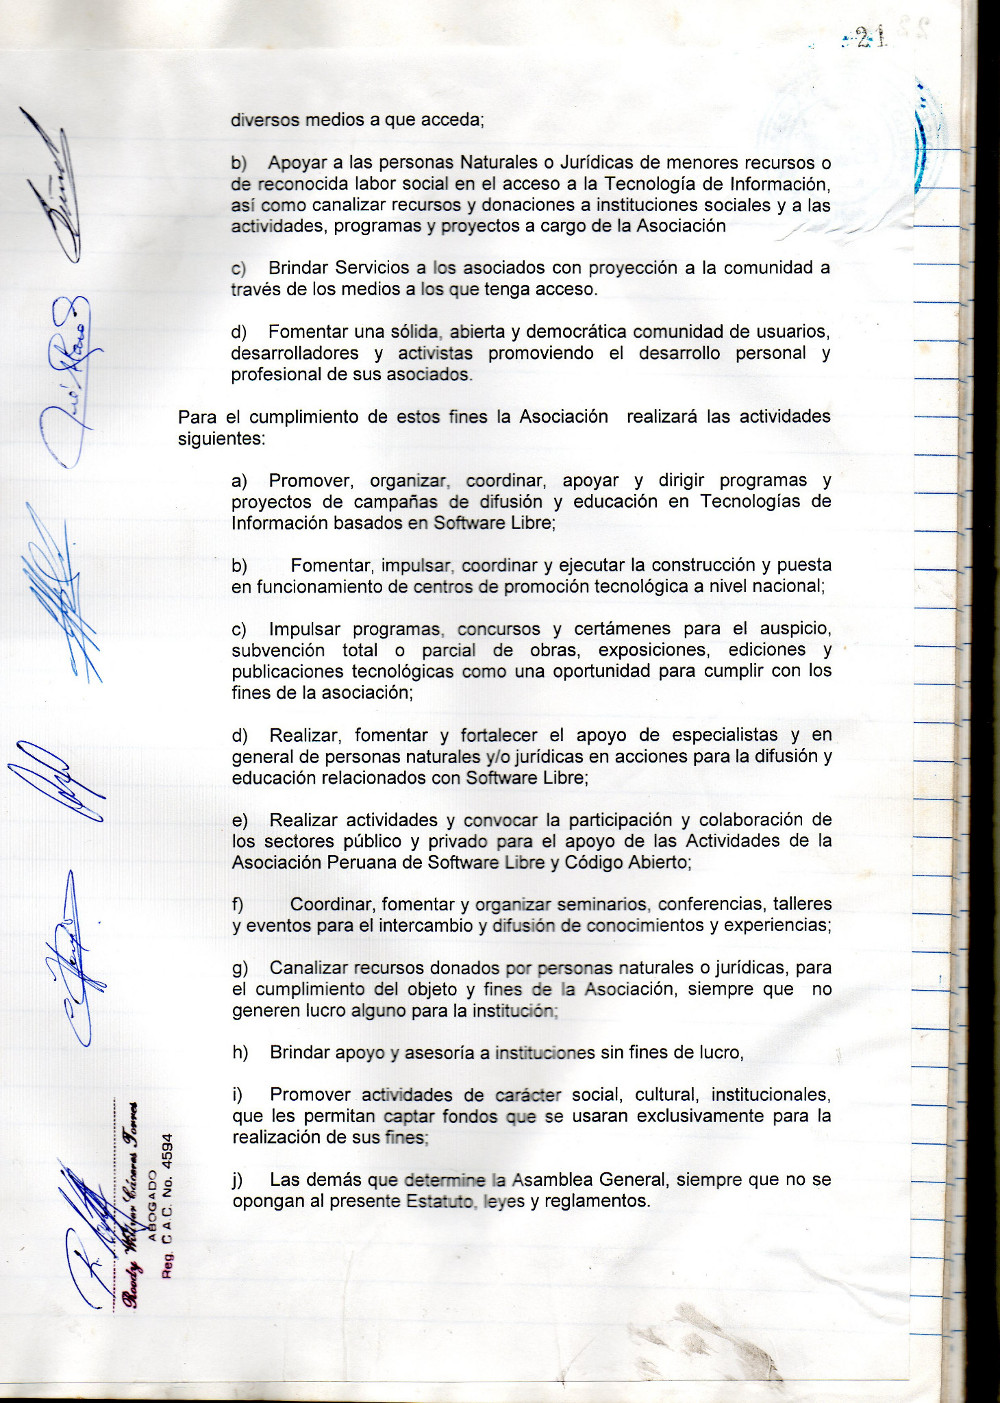 21
diversos medios a que acceda;
b) Apoyar a las personas Naturales o Jurídicas de menores recursos o
de reconocida labor social en el acceso a la Tecnología de Información,
así como canalizar recursos y donaciones a instituciones sociales y a las
actividades, programas y proyectos a cargo de la Asociación
c) Brindar Servicios a los asociados con proyección a la comunidad a
través de los medios a los que tenga acceso.
d) Fomentar una sólida, abierta y democrática comunidad de usuarios,
desarrolladores y activistas promoviendo el desarrollo personal y
profesional de sus asociados.
Para el cumplimiento de estos fines la Asociación realizará las actividades
siguientes:
a) Promover, organizar, coordinar, apoyar y dirigir programas y
proyectos de campañas de difusión y educación en Tecnologías de
Información basados en Software Libre;
b) Fomentar, impulsar, coordinar y ejecutar la construcción y puesta
en funcionamiento de centros de promoción tecnológica a nivel nacional;
c) Impulsar programas, concursos y certámenes para el auspicio,
subvención total o parcial de obras, exposiciones, ediciones y
publicaciones tecnológicas como una oportunidad para cumplir con los
fines de la asociación;
d) Realizar, fomentar y fortalecer el apoyo de especialistas y en
general de personas naturales y/o jurídicas en acciones para la difusión y
educación relacionados con Software Libre;
e) Realizar actividades y convocar la participación y colaboración de
los sectores público y privado para el apoyo de las Actividades de la
Asociación Peruana de Software Libre y Código Abierto;
f) Coordinar, fomentar y organizar seminarios, conferencias, talleres
y eventos para el intercambio y difusión de conocimientos y experiencias;
g) Canalizar recursos donados por personas naturales o jurídicas, para
el cumplimiento del objeto y fines de la Asociación, siempre que no
generen lucro alguno para la institución;
h) Brindar apoyo y asesoría a instituciones sin fines de lucro,
i) Promover actividades de carácter social, cultural, institucionales,
que les permitan captar fondos que se usaran exclusivamente para la
realización de sus fines;
j) Las demás que determine la Asamblea General, siempre que no se
opongan al presente Estatuto, leyes y reglamentos.
Cáceres Torres
ABOGADO
Reg. C.A.C. No. 4594